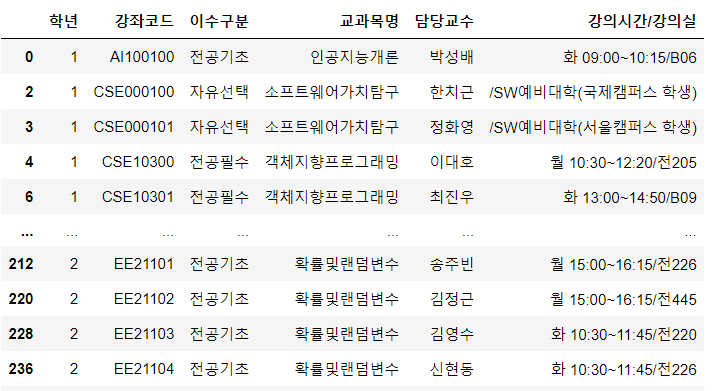 학년 강좌코드 이수구분 교과목명 담당교수 강의시간/강의실
0 1 AI100100 전공기초 인공지능개론 박성배 화 09:00~10:15/B06
2 1 CSE000100 자유선택 소프트웨어가치탐구 한치근 /SW예비대학(국제캠퍼스 학생)
3 1 CSE000101 자유선택 소프트웨어가치탐구 정화영 /SW예비대학(서울캠퍼스 학생)
4 1 CSE10300 전공필수 객체지향프로그래밍 이대호 월 10:30~12:20/전205
6 1 CSE10301 전공필수 객체지향프로그래밍 최진우 화 13:00~14:50/B09
... ... ... ... ... ... ...
212 2 EE21101 전공기초 확률및랜덤변수 송주빈 월 15:00~16:15/전226
220 2 EE21102 전공기초 확률및랜덤변수 김정근 월 15:00~16:15/전445
228 2 EE21103 전공기초 확률및랜덤변수 김영수 화 10:30~11:45/전220
236 2 EE21104 전공기초 확률및랜덤변수 신현동 화 10:30~11:45/전226